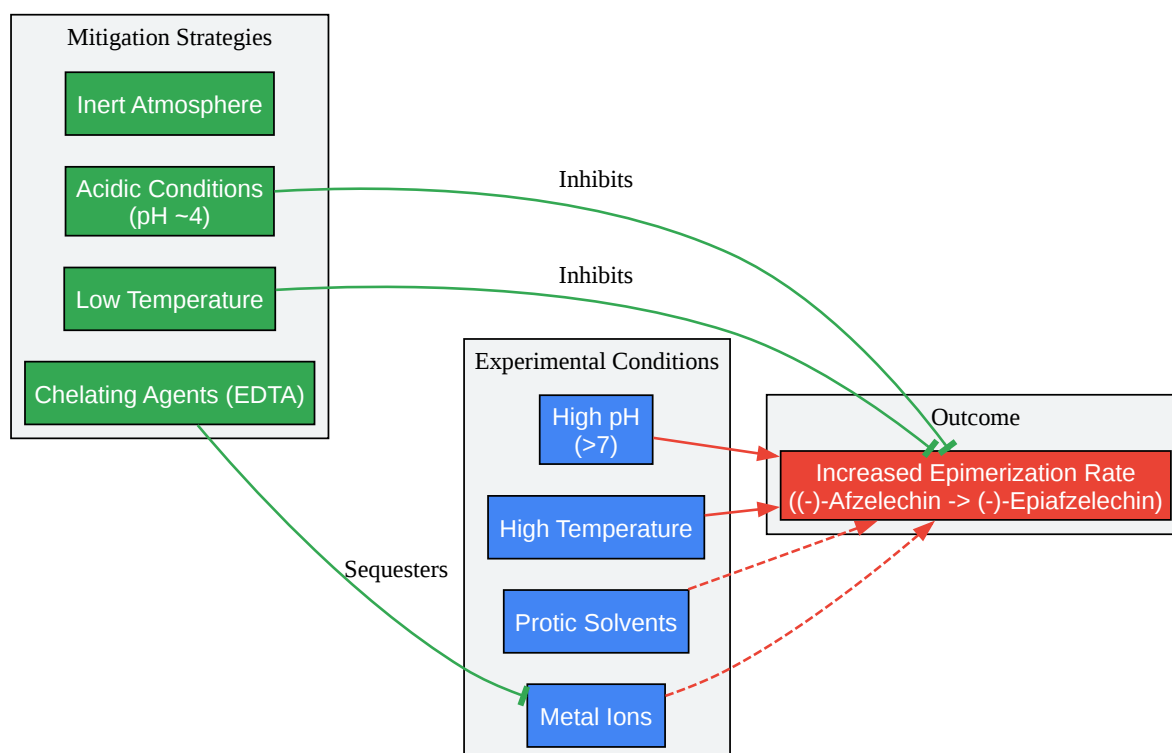 Mitigation Strategies
Inert Atmosphere
Acidic Conditions
(pH ~4)
Low Temperature
Chelating Agents (EDTA)
Inhibits
Inhibits
Sequesters
Experimental Conditions
High pH
(>7)
High Temperature
Protic Solvents
Metal Ions
Outcome
Increased Epimerization Rate
((-)-Afzelechin -> (-)-Epiafzelechin)